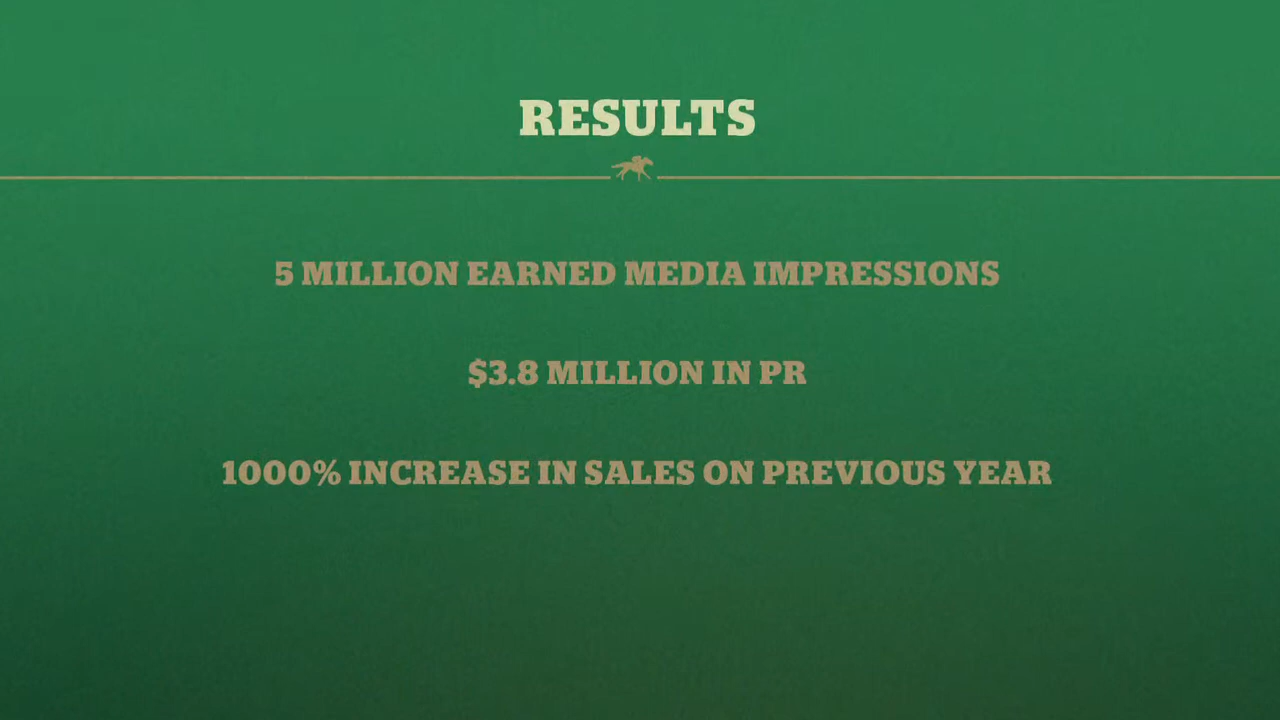 RESULTS
5 MILLION EARNED MEDIA IMPRESSIONS
$3.8 MILLION IN PR
1000% INCREASE IN SALES ON PREVIOUS YEAR